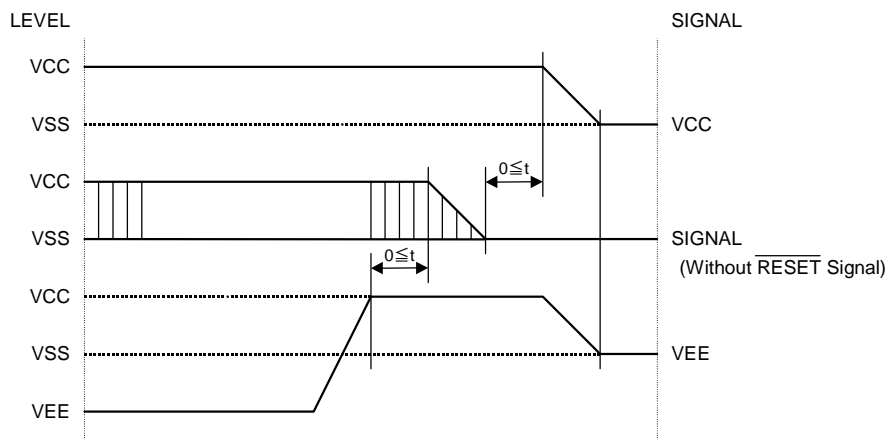 LEVEL SIGNAL
VCC
VSS VCC
0≦t
VCC
VSS SIGNAL
(Without RESET Signal)
0≦t
VCC
VSS VEE
VEE